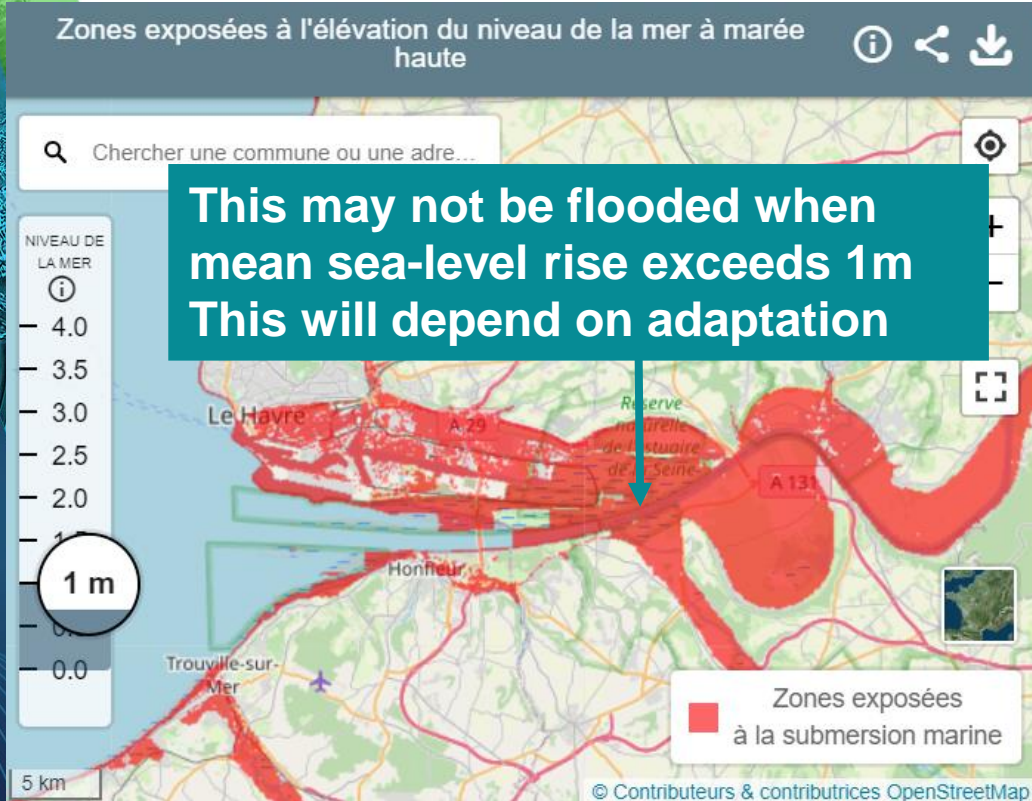 Zones exposées à l'élévation du niveau de la mer à marée
haute
Chercher une commune ou une adre...
This may not be flooded when
mean sea-level rise exceeds 1m
This will depend on adaptation
NIVEAU DE
LA MER
4.0
3.5
3.0
2.5
2.0
1 m
0.0
+
−
Le Havre
A 29
Réserve
naturelle
de l'estuaire
de la Seine
A 131
Honfleur
Trouville-sur-
Mer
Zones exposées
à la submersion marine
5 km
© Contributeurs & contributrices OpenStreetMap